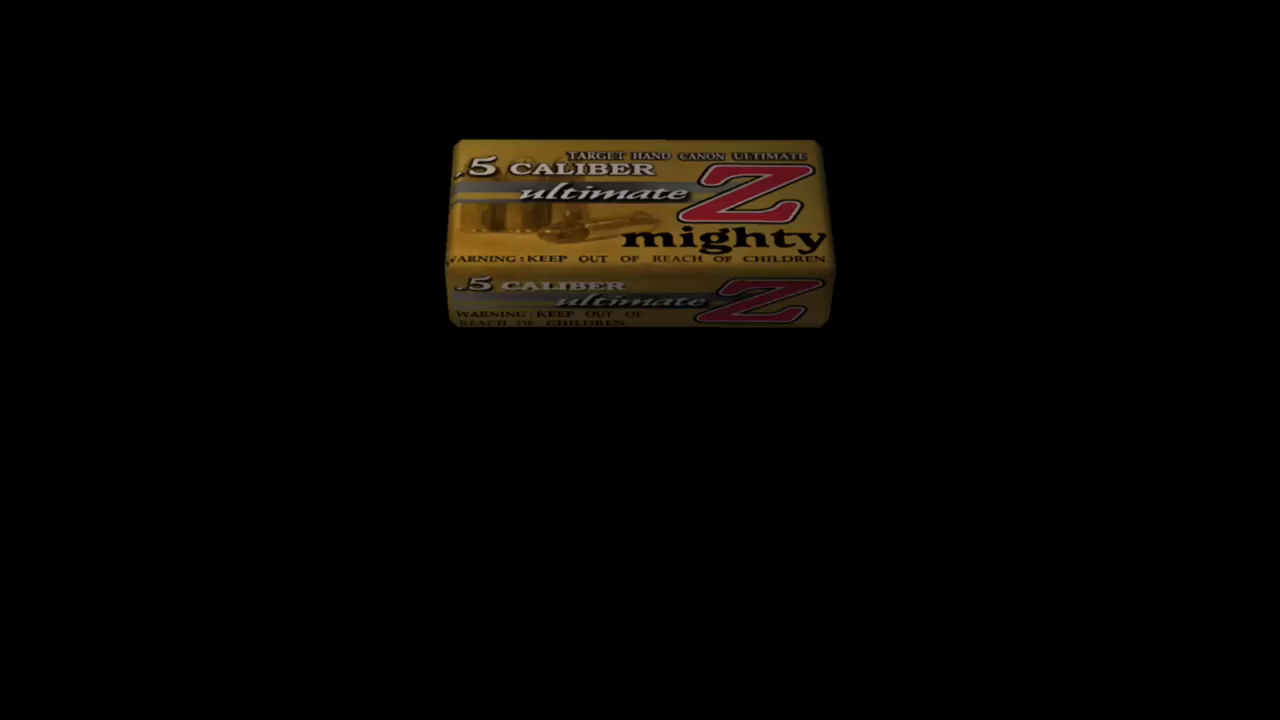 TARGET HAND CANON ULTIMATE
.5 CALIBER
ultimate Z
mighty
WARNING:KEEP OUT OF REACH OF CHILDREN.
.5 CALIBER
ultimate Z
WARNING:KEEP OUT OF
REACH OF CHILDREN